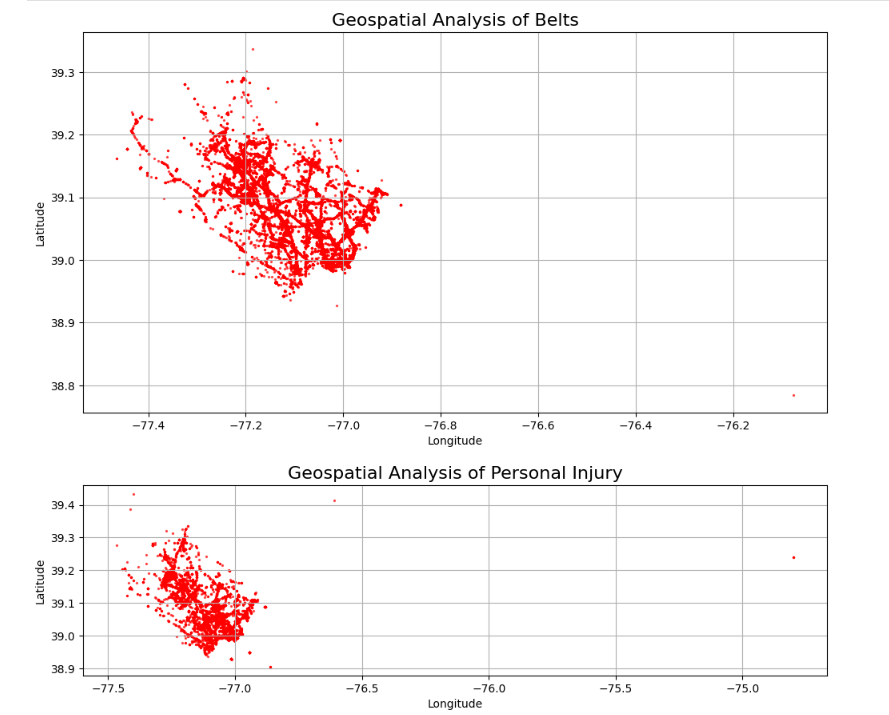 Geospatial Analysis of Belts
39.3
39.2
39.1
39.0
38.9
38.8
Latitude
−77.4 −77.2 −77.0 −76.8 −76.6 −76.4 −76.2
Longitude
Geospatial Analysis of Personal Injury
39.4
39.3
39.2
39.1
39.0
38.9
Latitude
−77.5 −77.0 −76.5 −76.0 −75.5 −75.0
Longitude